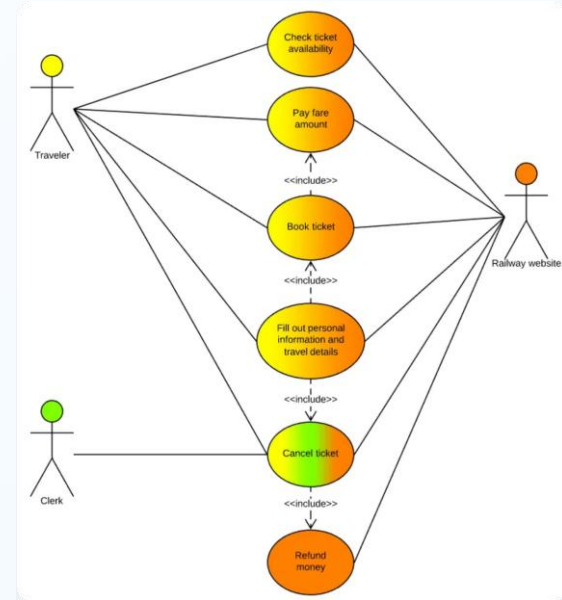 Check ticket
availability
Traveler
Pay fare
amount
<<include>>
Book ticket
Railway website
<<include>>
Fill out personal
information and
travel details
<<include>>
Clerk
Cancel ticket
<<include>>
Refund
money